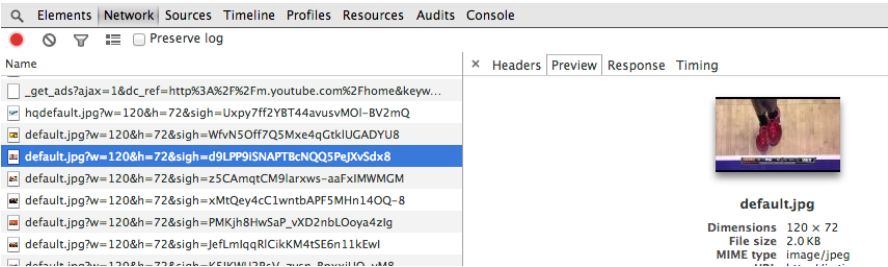 Elements Network Sources Timeline Profiles Resources Audits Console
Preserve log
Name
× Headers Preview Response Timing
_get_ads?ajax=1&dc_ref=http%3A%2F%2Fm.youtube.com%2Fhome&keyw...
hqdefault.jpg?w=120&h=72&sigh=Uxpy7ff2YBT44avusvMOl-BV2mQ
default.jpg?w=120&h=72&sigh=WfvN5Off7Q5Mxe4qGtklUGADYU8
default.jpg?w=120&h=72&sigh=d9LPP9iSNAPTBcNQQ5PeJXvSdx8
default.jpg?w=120&h=72&sigh=z5CAmqtCM9larxws-aaFxIMWMGM
default.jpg?w=120&h=72&sigh=xMtQey4cC1wntbAPF5MHn14OQ-8
default.jpg?w=120&h=72&sigh=PMKjh8HwSaP_vXD2nbLOoya4zIg
default.jpg?w=120&h=72&sigh=JefLmIqqRlCikKM4tSE6n11kEwI
default.jpg
Dimensions 120 × 72
File size 2.0 KB
MIME type image/jpeg